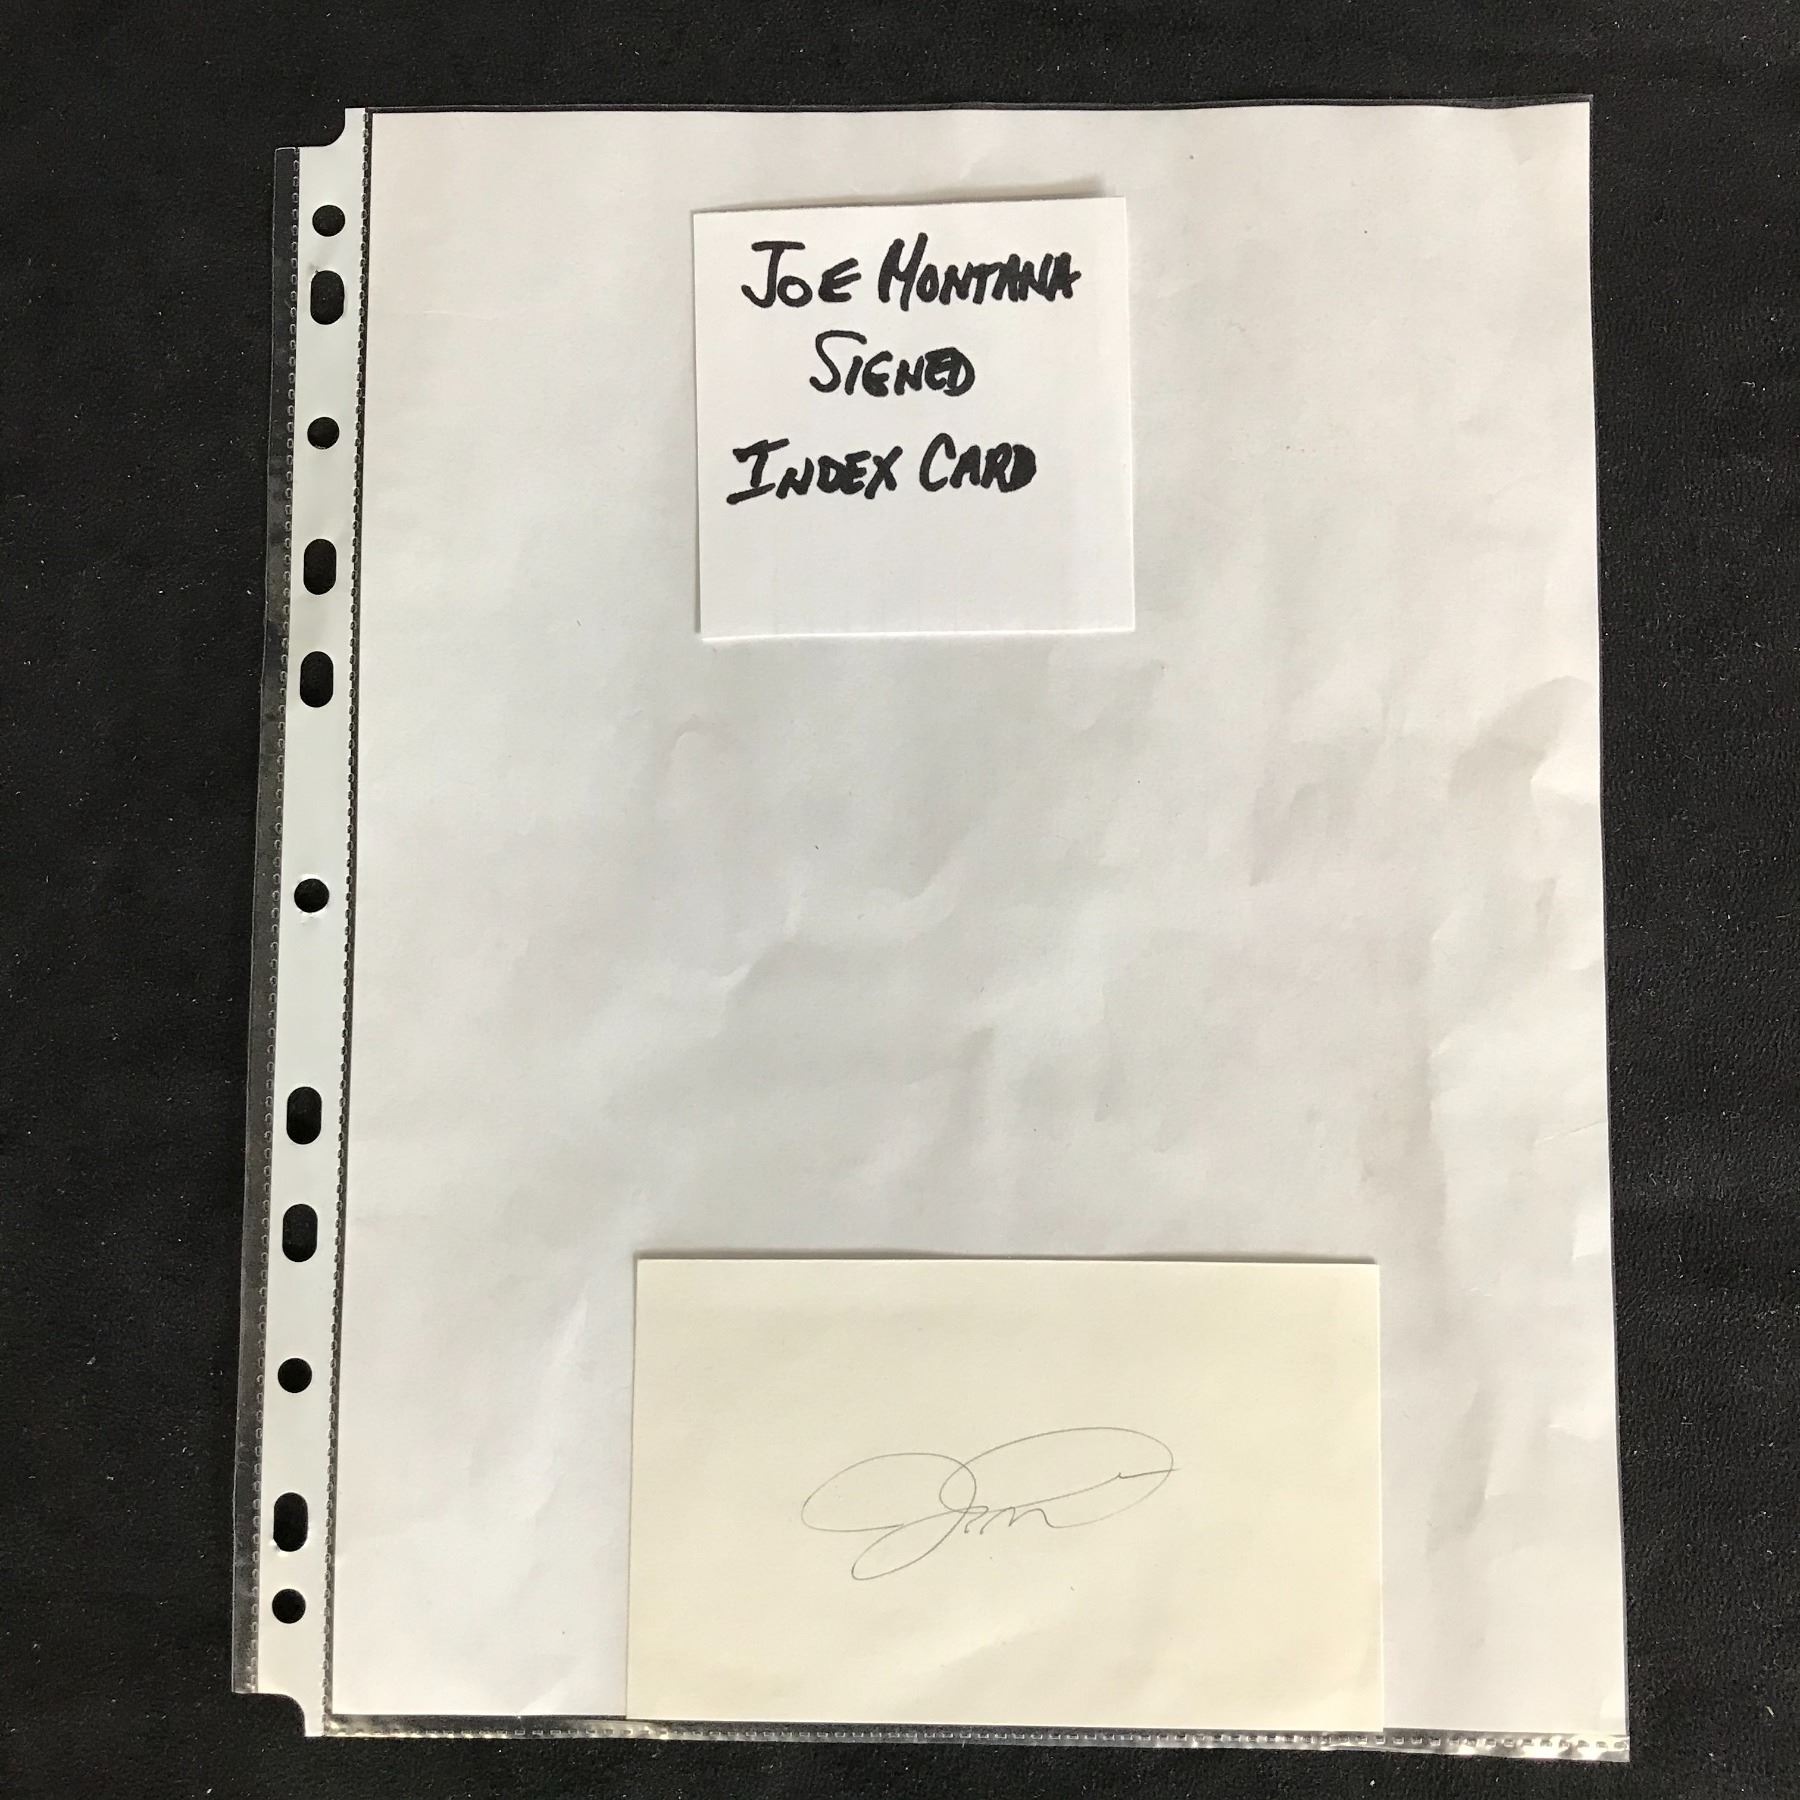 JOE MONTANA
SIGNED
INDEX CARD